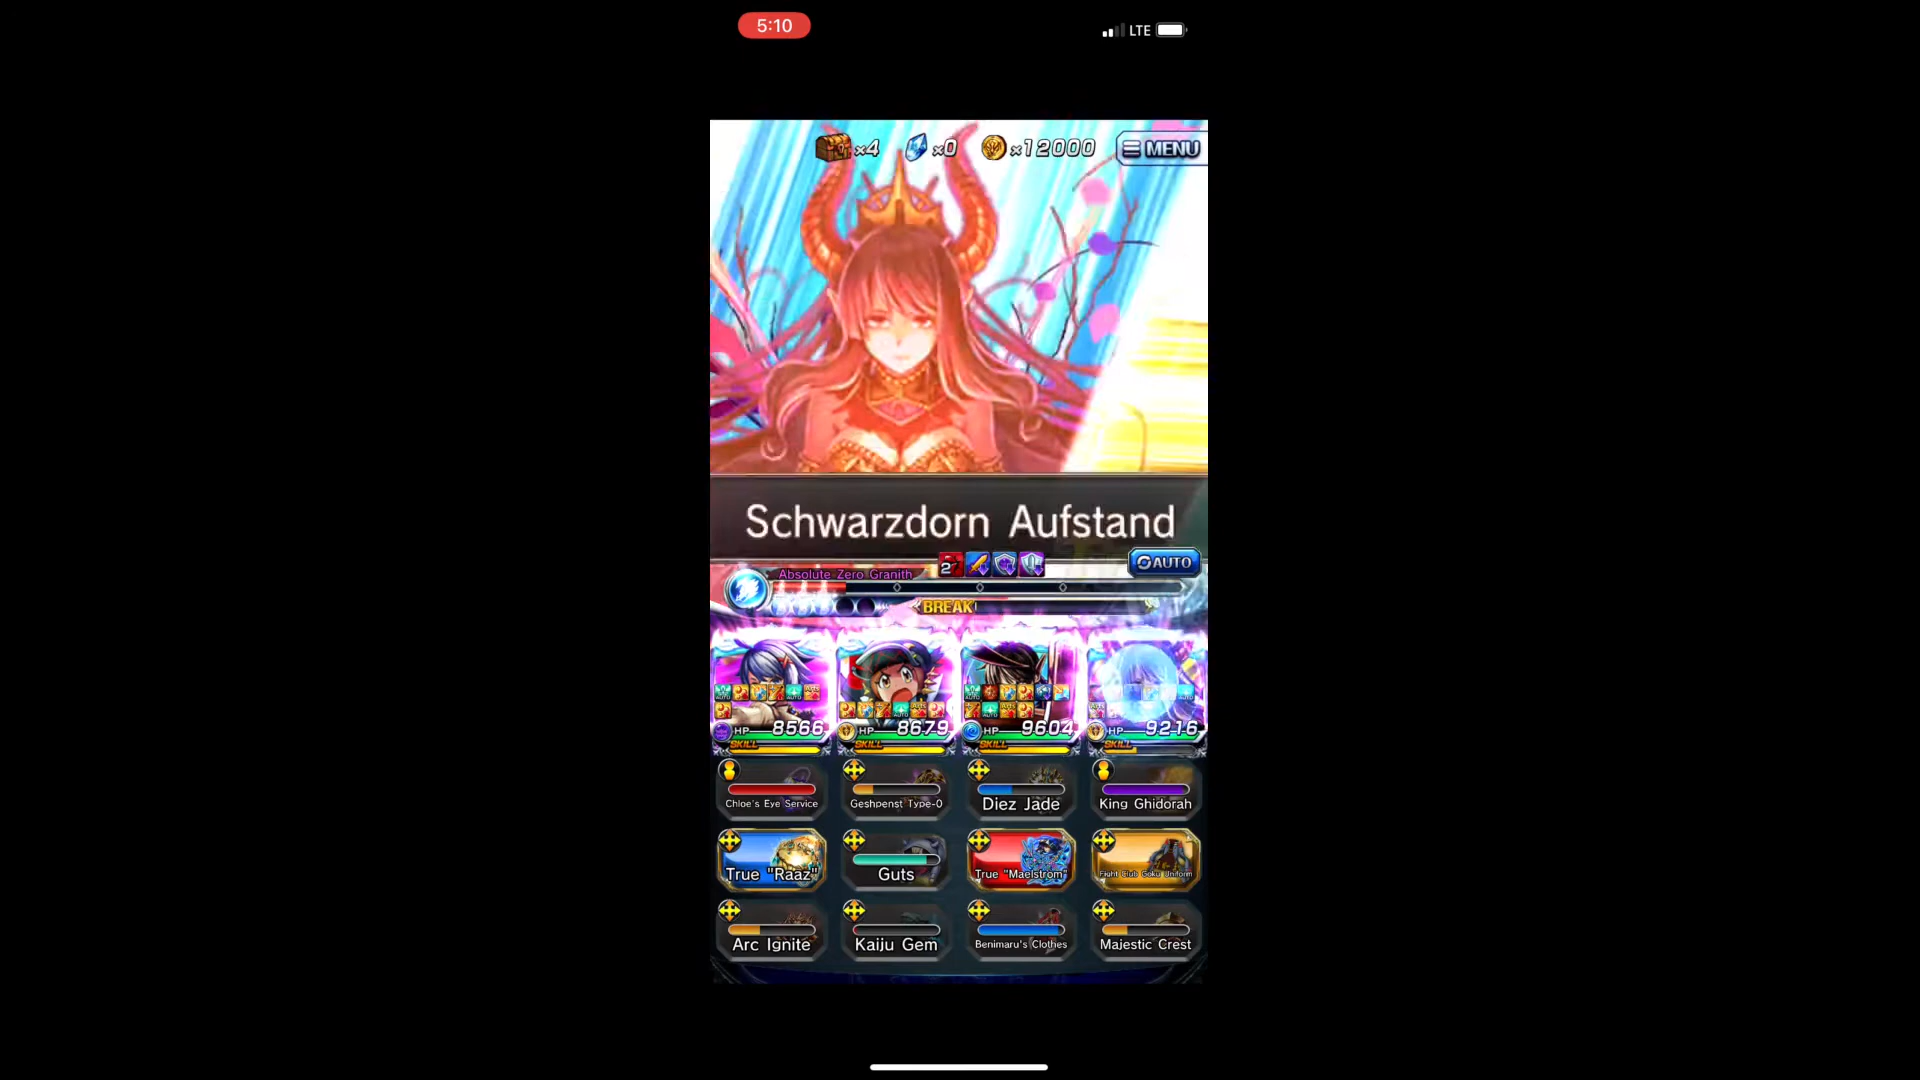 5:10
LTE
x4
x0
x12000
MENU
Schwarzdorn Aufstand
2
AUTO
Absolute Zero Granith
BREAK
HP 8566
HP 8679
HP 9604
HP 9216
SKILL
SKILL
SKILL
SKILL
Chloe's Eye Service
Geshpenst Type-0
Diez Jade
King Ghidorah
True "Raaz"
Guts
True "Maelstrom"
Fight Club Goku Uniform
Arc Ignite
Kaiju Gem
Benimaru's Clothes
Majestic Crest